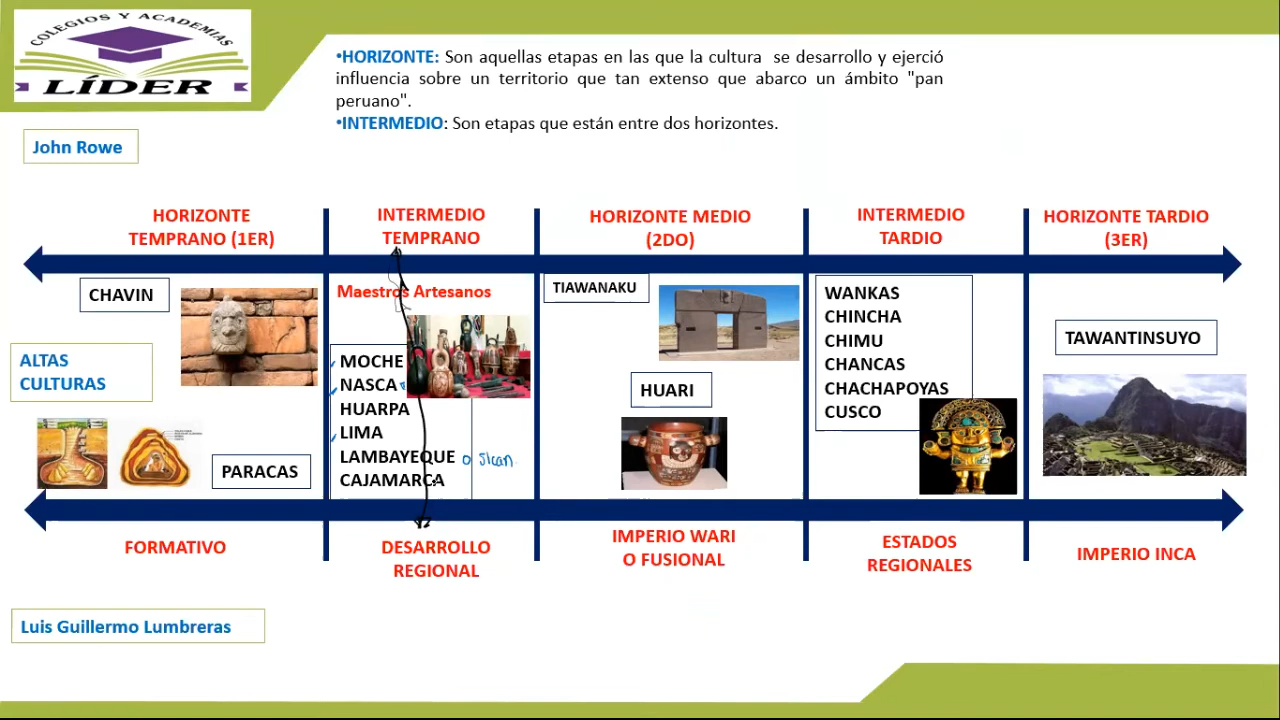 COLEGIOS Y ACADEMIAS
LÍDER
•HORIZONTE: Son aquellas etapas en las que la cultura se desarrollo y ejerció
influencia sobre un territorio que tan extenso que abarco un ámbito "pan
peruano".
•INTERMEDIO: Son etapas que están entre dos horizontes.
John Rowe
HORIZONTE
TEMPRANO (1ER)
INTERMEDIO
TEMPRANO
HORIZONTE MEDIO
(2DO)
INTERMEDIO
TARDIO
HORIZONTE TARDIO
(3ER)
CHAVIN
ALTAS
CULTURAS
PARACAS
Maestros Artesanos
MOCHE
NASCA
HUARPA
LIMA
LAMBAYEQUE o sican
CAJAMARCA
TIAWANAKU
HUARI
WANKAS
CHINCHA
CHIMU
CHANCAS
CHACHAPOYAS
CUSCO
TAWANTINSUYO
FORMATIVO
DESARROLLO
REGIONAL
IMPERIO WARI
O FUSIONAL
ESTADOS
REGIONALES
IMPERIO INCA
Luis Guillermo Lumbreras